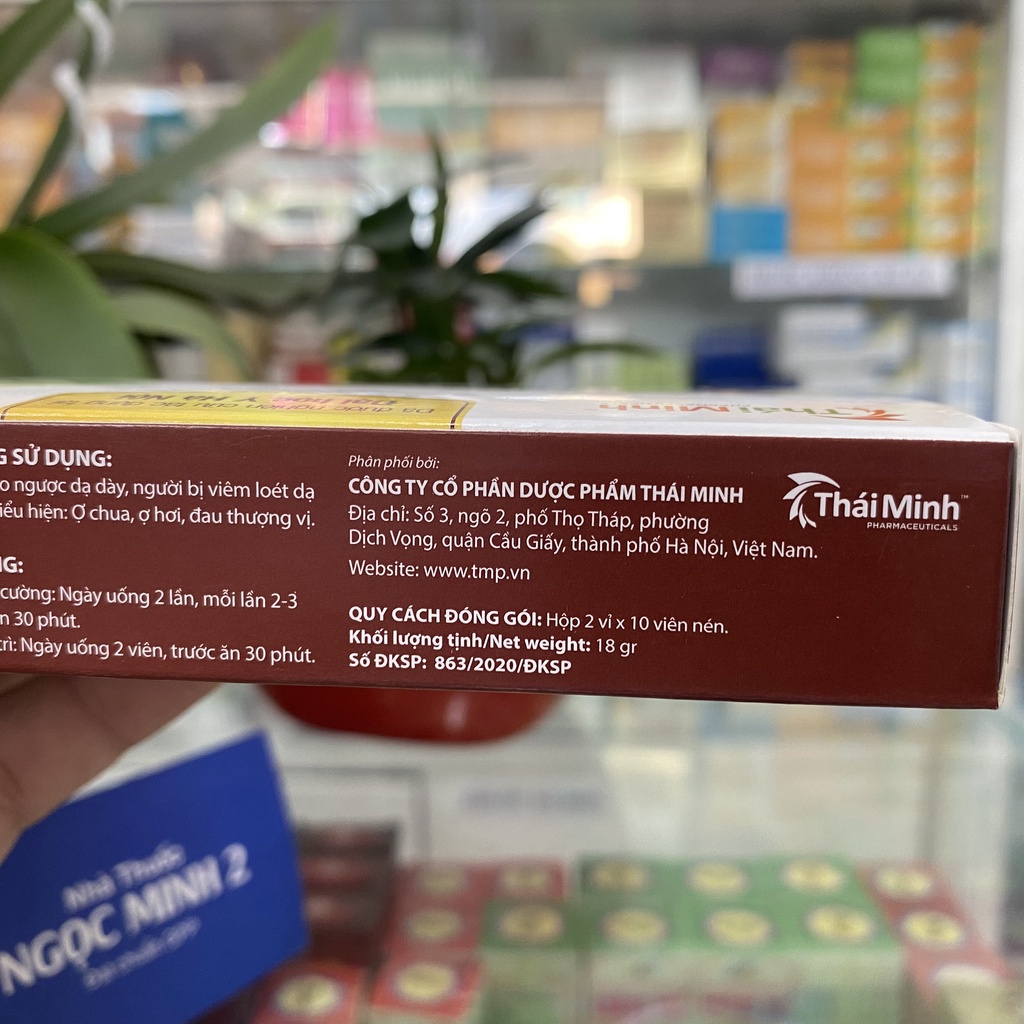 Thái Minh
G SỬ DỤNG:
o ngược dạ dày, người bị viêm loét dạ
iểu hiện: Ợ chua, ợ hơi, đau thượng vị.
NG:
cường: Ngày uống 2 lần, mỗi lần 2-3
n 30 phút.
trì: Ngày uống 2 viên, trước ăn 30 phút.
Phân phối bởi:
CÔNG TY CỔ PHẦN DƯỢC PHẨM THÁI MINH
Địa chỉ: Số 3, ngõ 2, phố Thọ Tháp, phường
Dịch Vọng, quận Cầu Giấy, thành phố Hà Nội, Việt Nam.
Website: www.tmp.vn
QUY CÁCH ĐÓNG GÓI: Hộp 2 vỉ x 10 viên nén.
Khối lượng tịnh/Net weight: 18 gr
Số ĐKSP: 863/2020/ĐKSP
Thái Minh™
PHARMACEUTICALS
Nhà Thuốc
NGỌC MINH 2